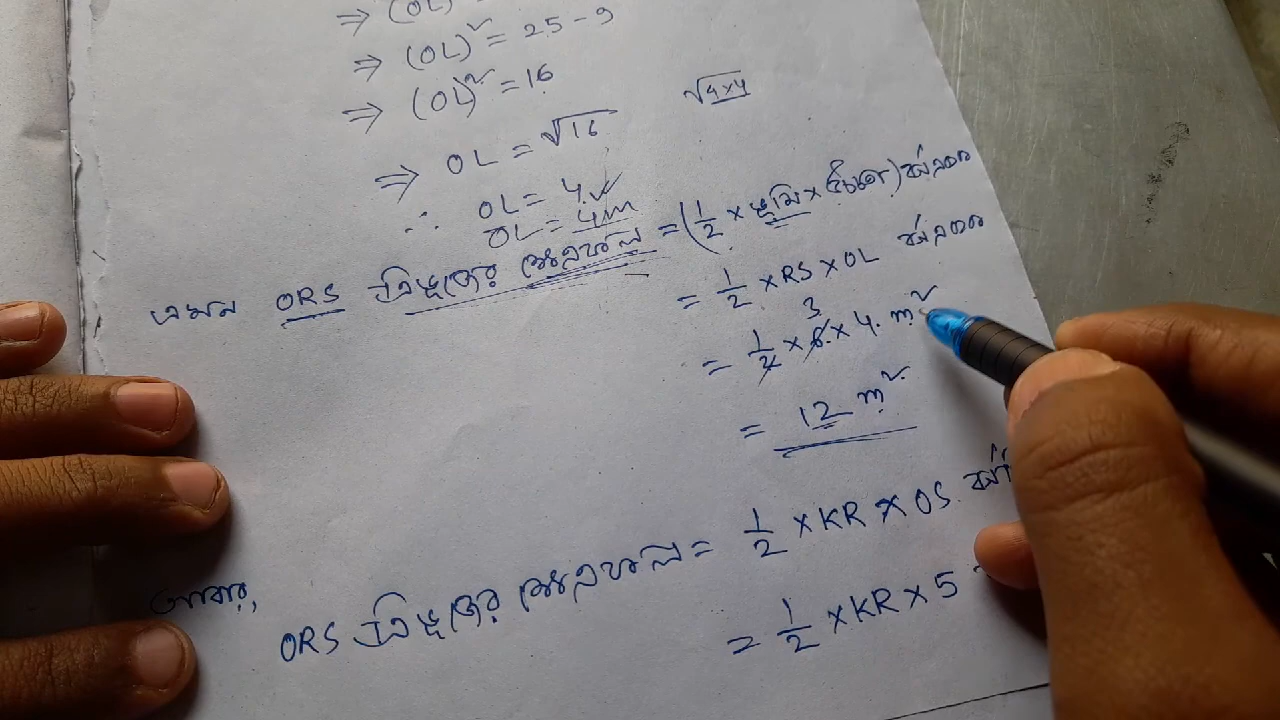 ⇒ (OL)
⇒ (OL)² = 25 - 9
⇒ (OL)² = 16
√4×4
⇒ OL = √16
∴ OL = 4
OL = 4m
এখন ORS ত্রিভুজের ক্ষেত্রফল = (1/2 × ভূমি × উচ্চতা) বর্গএকক
= 1/2 × RS × OL বর্গএকক
3
= 1/2 × 6 × 4 m²
= 12 m²
আবার, ORS ত্রিভুজের ক্ষেত্রফল = 1/2 × KR × OS বর্গ
= 1/2 × KR × 5